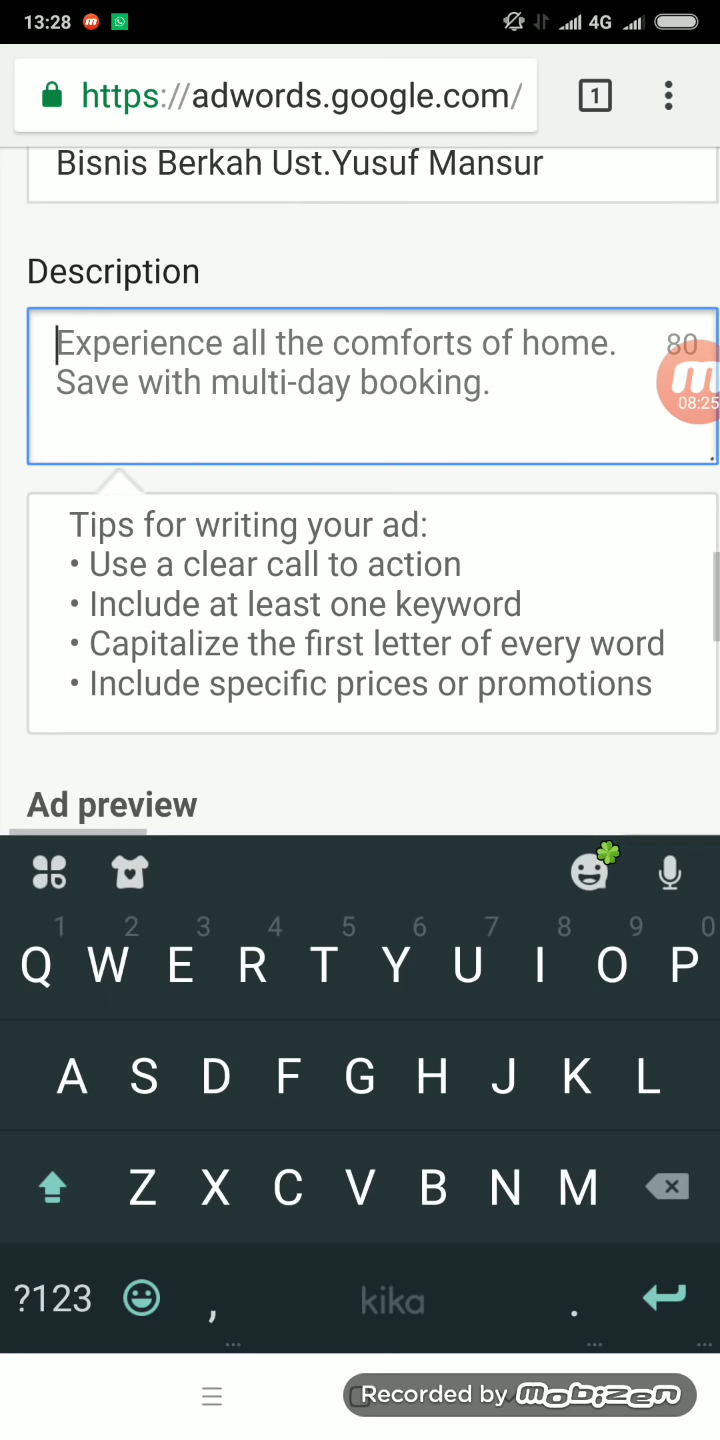 13:28 4G
https://adwords.google.com/ 1
Bisnis Berkah Ust.Yusuf Mansur
Description
Experience all the comforts of home. 80
Save with multi-day booking.
08:25
Tips for writing your ad:
• Use a clear call to action
• Include at least one keyword
• Capitalize the first letter of every word
• Include specific prices or promotions
Ad preview
1 2 3 4 5 6 7 8 9 0
Q W E R T Y U I O P
A S D F G H J K L
Z X C V B N M
?123 , kika .
Recorded by mobizen